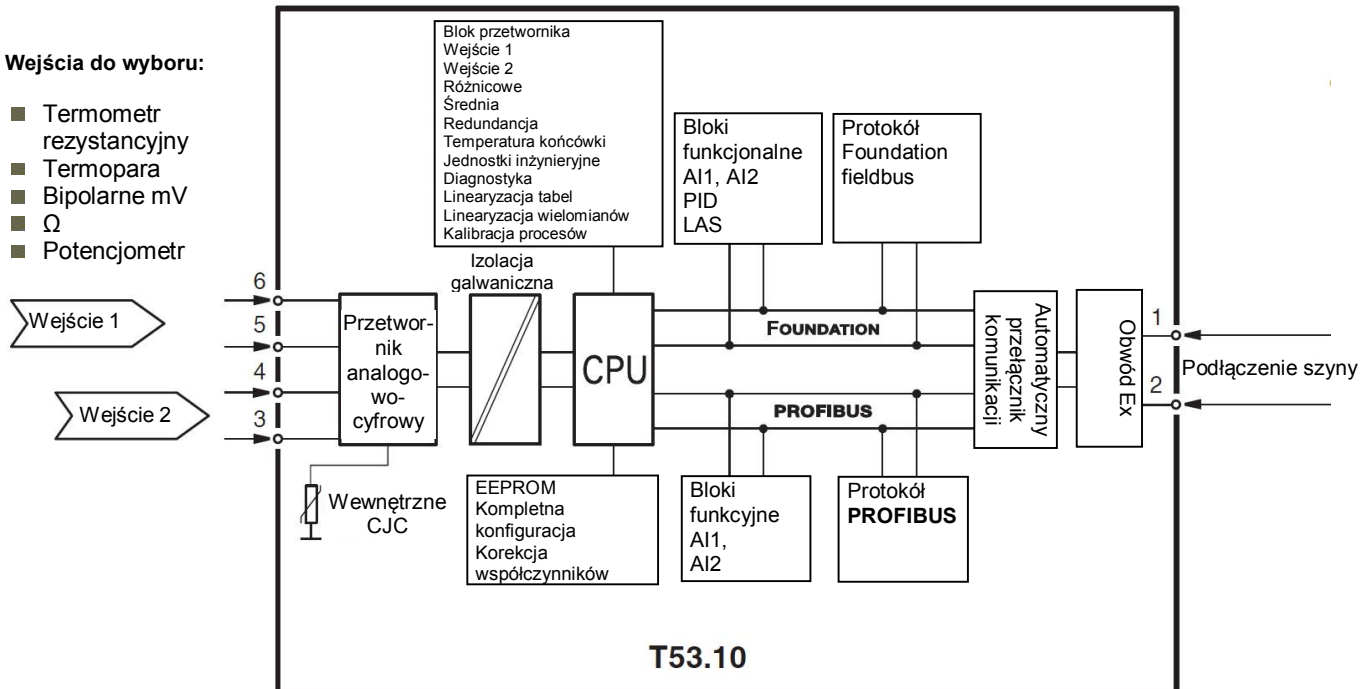 Wejścia do wyboru:
Termometr
rezystancyjny
Termopara
Bipolarne mV
Ω
Potencjometr
Wejście 1
Wejście 2
6
5
4
3
Blok przetwornika
Wejście 1
Wejście 2
Różnicowe
Średnia
Redundancja
Temperatura końcówki
Jednostki inżynieryjne
Diagnostyka
Linearyzacja tabel
Linearyzacja wielomianów
Kalibracja procesów
Bloki
funkcjonalne
AI1, AI2
PID
LAS
Protokół
Foundation
fieldbus
Izolacja
galwaniczna
Przetwor-
nik
analogo-
wo-
cyfrowy
CPU
FOUNDATION
PROFIBUS
Automatyczny
przełącznik
komunikacji
Obwód Ex
1
2
Podłączenie szyny
Wewnętrzne
CJC
EEPROM
Kompletna
konfiguracja
Korekcja
współczynników
Bloki
funkcyjne
AI1,
AI2
Protokół
PROFIBUS
T53.10